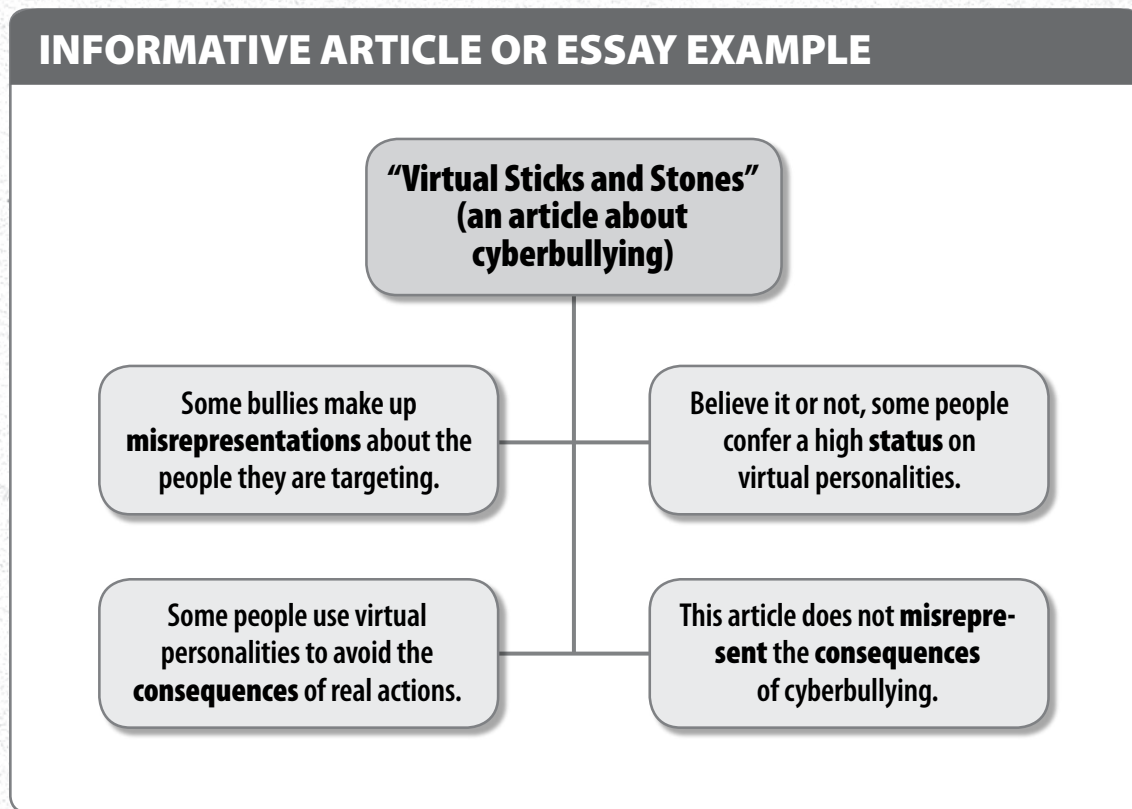 INFORMATIVE ARTICLE OR ESSAY EXAMPLE
“Virtual Sticks and Stones”
(an article about
cyberbullying)
Some bullies make up
misrepresentations about the
people they are targeting.
Believe it or not, some people
confer a high status on
virtual personalities.
Some people use virtual
personalities to avoid the
consequences of real actions.
This article does not misrepre-
sent the consequences
of cyberbullying.